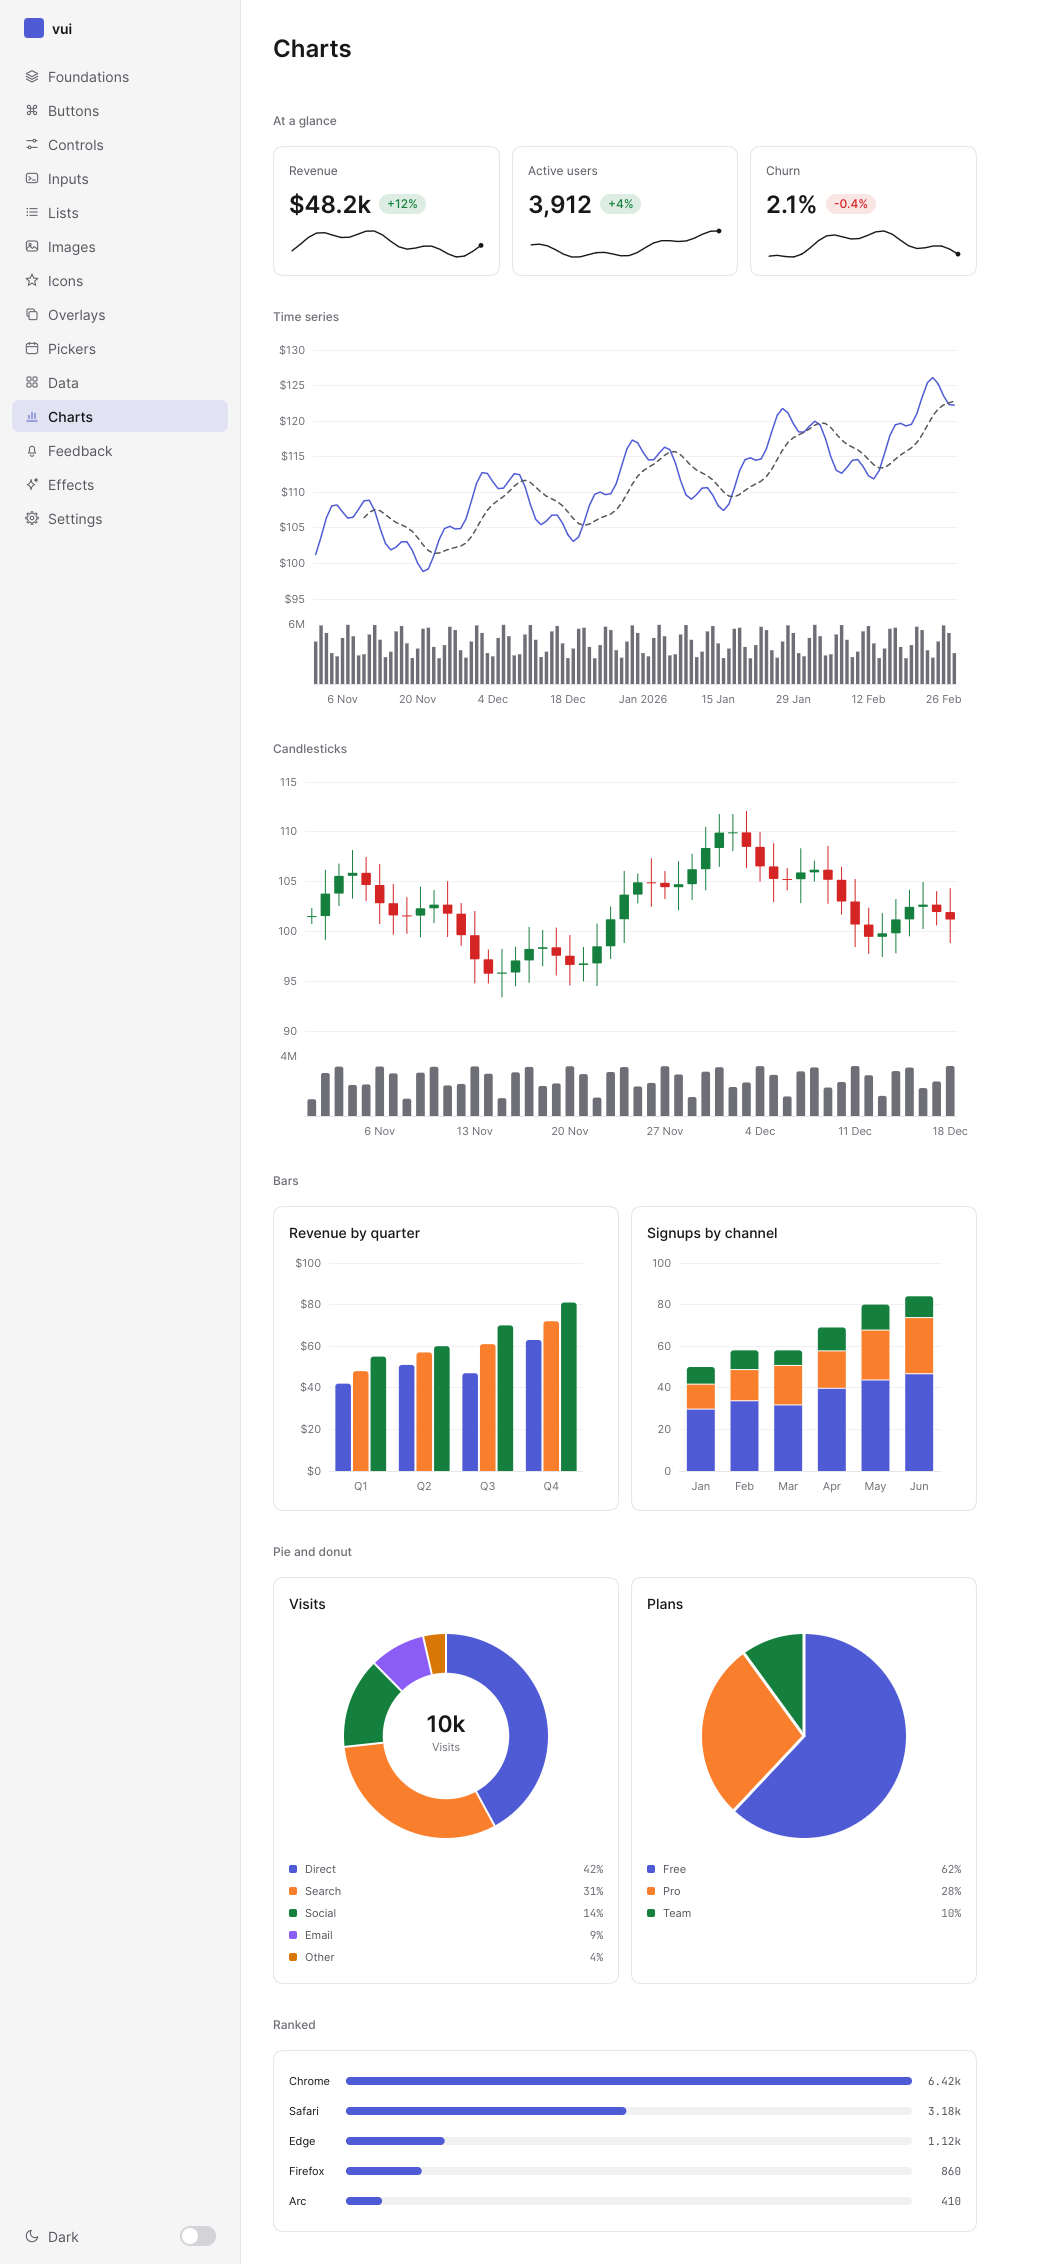 vui
Foundations
Buttons
Controls
Inputs
Lists
Images
Icons
Overlays
Pickers
Data
Charts
Feedback
Effects
Settings
Dark
Charts
At a glance
Revenue
$48.2k +12%
Active users
3,912 +4%
Churn
2.1% -0.4%
Time series
$130
$125
$120
$115
$110
$105
$100
$95
6M
6 Nov 20 Nov 4 Dec 18 Dec Jan 2026 15 Jan 29 Jan 12 Feb 26 Feb
Candlesticks
115
110
105
100
95
90
4M
6 Nov 13 Nov 20 Nov 27 Nov 4 Dec 11 Dec 18 Dec
Bars
Revenue by quarter
$100
$80
$60
$40
$20
$0
Q1 Q2 Q3 Q4
Signups by channel
100
80
60
40
20
0
Jan Feb Mar Apr May Jun
Pie and donut
Visits
10k
Visits
Direct 42%
Search 31%
Social 14%
Email 9%
Other 4%
Plans
Free 62%
Pro 28%
Team 10%
Ranked
Chrome 6.42k
Safari 3.18k
Edge 1.12k
Firefox 860
Arc 410